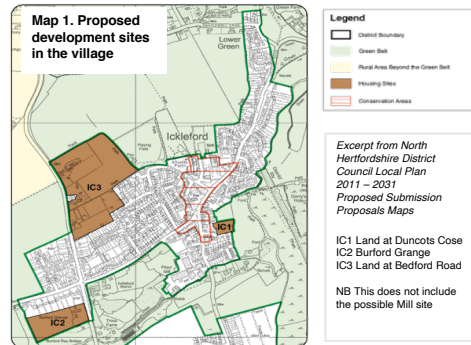 Map 1. Proposed
development sites
in the village
Lower
Green
Ickleford
Playing
Field
IC3
IC1
IC2
Legend
District Boundary
Green Belt
Rural Area Beyond the Green Belt
Housing Sites
Conservation Areas
Excerpt from North
Hertfordshire District
Council Local Plan
2011 – 2031
Proposed Submission
Proposals Maps
IC1 Land at Duncots Cose
IC2 Burford Grange
IC3 Land at Bedford Road
NB This does not include
the possible Mill site